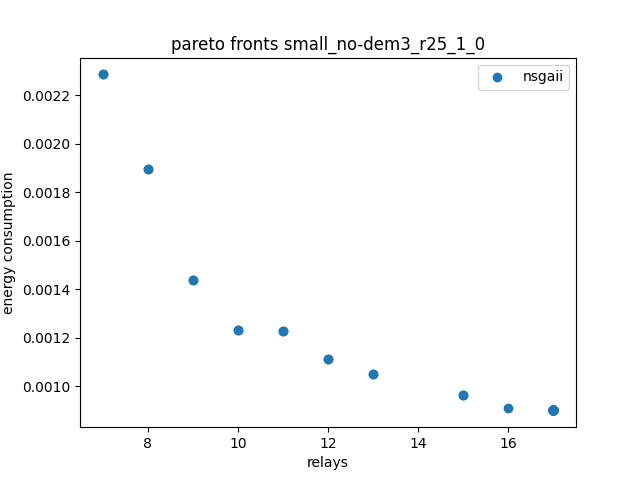 pareto fronts small_no-dem3_r25_1_0
nsgaii
0.0022
0.0020
0.0018
0.0016
0.0014
0.0012
0.0010
energy consumption
8 10 12 14 16
relays